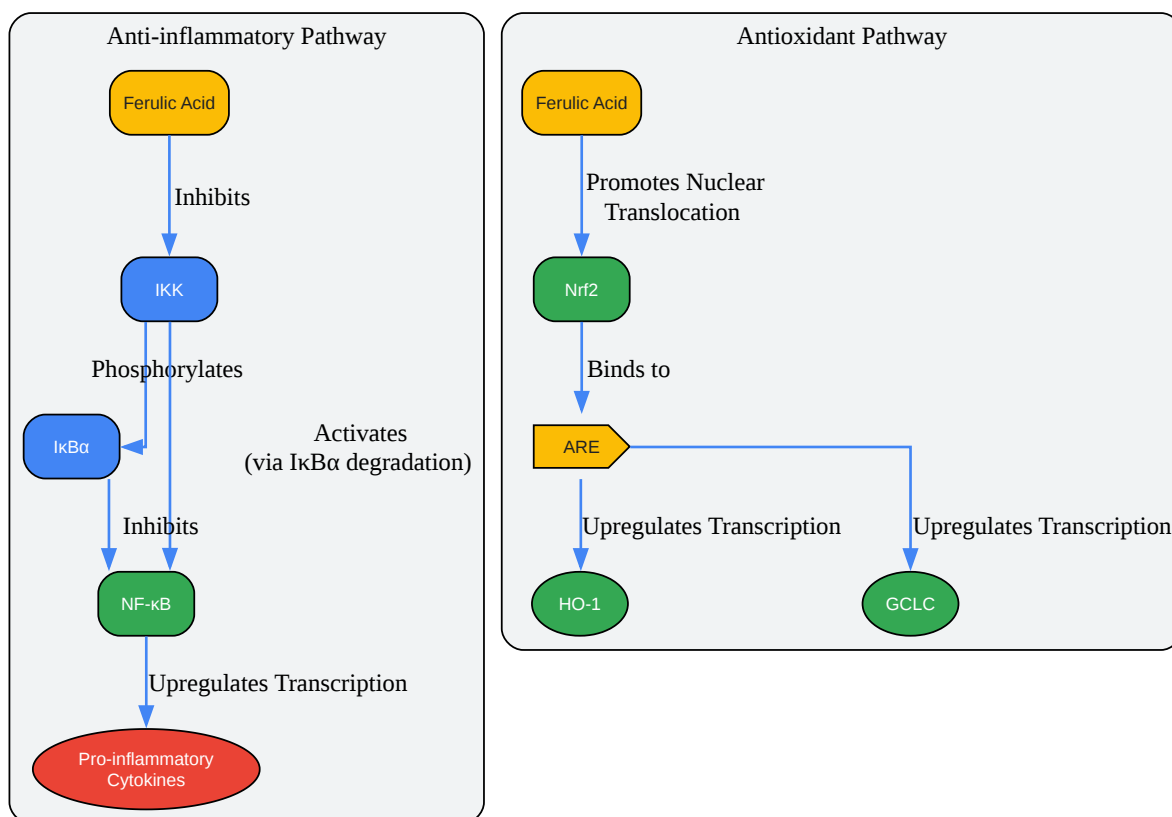 Anti-inflammatory Pathway
Ferulic Acid
Inhibits
IKK
Phosphorylates
IκBα
Activates
(via IκBα degradation)
Inhibits
NF-κB
Upregulates Transcription
Pro-inflammatory
Cytokines
Antioxidant Pathway
Ferulic Acid
Promotes Nuclear
Translocation
Nrf2
Binds to
ARE
Upregulates Transcription
Upregulates Transcription
HO-1
GCLC